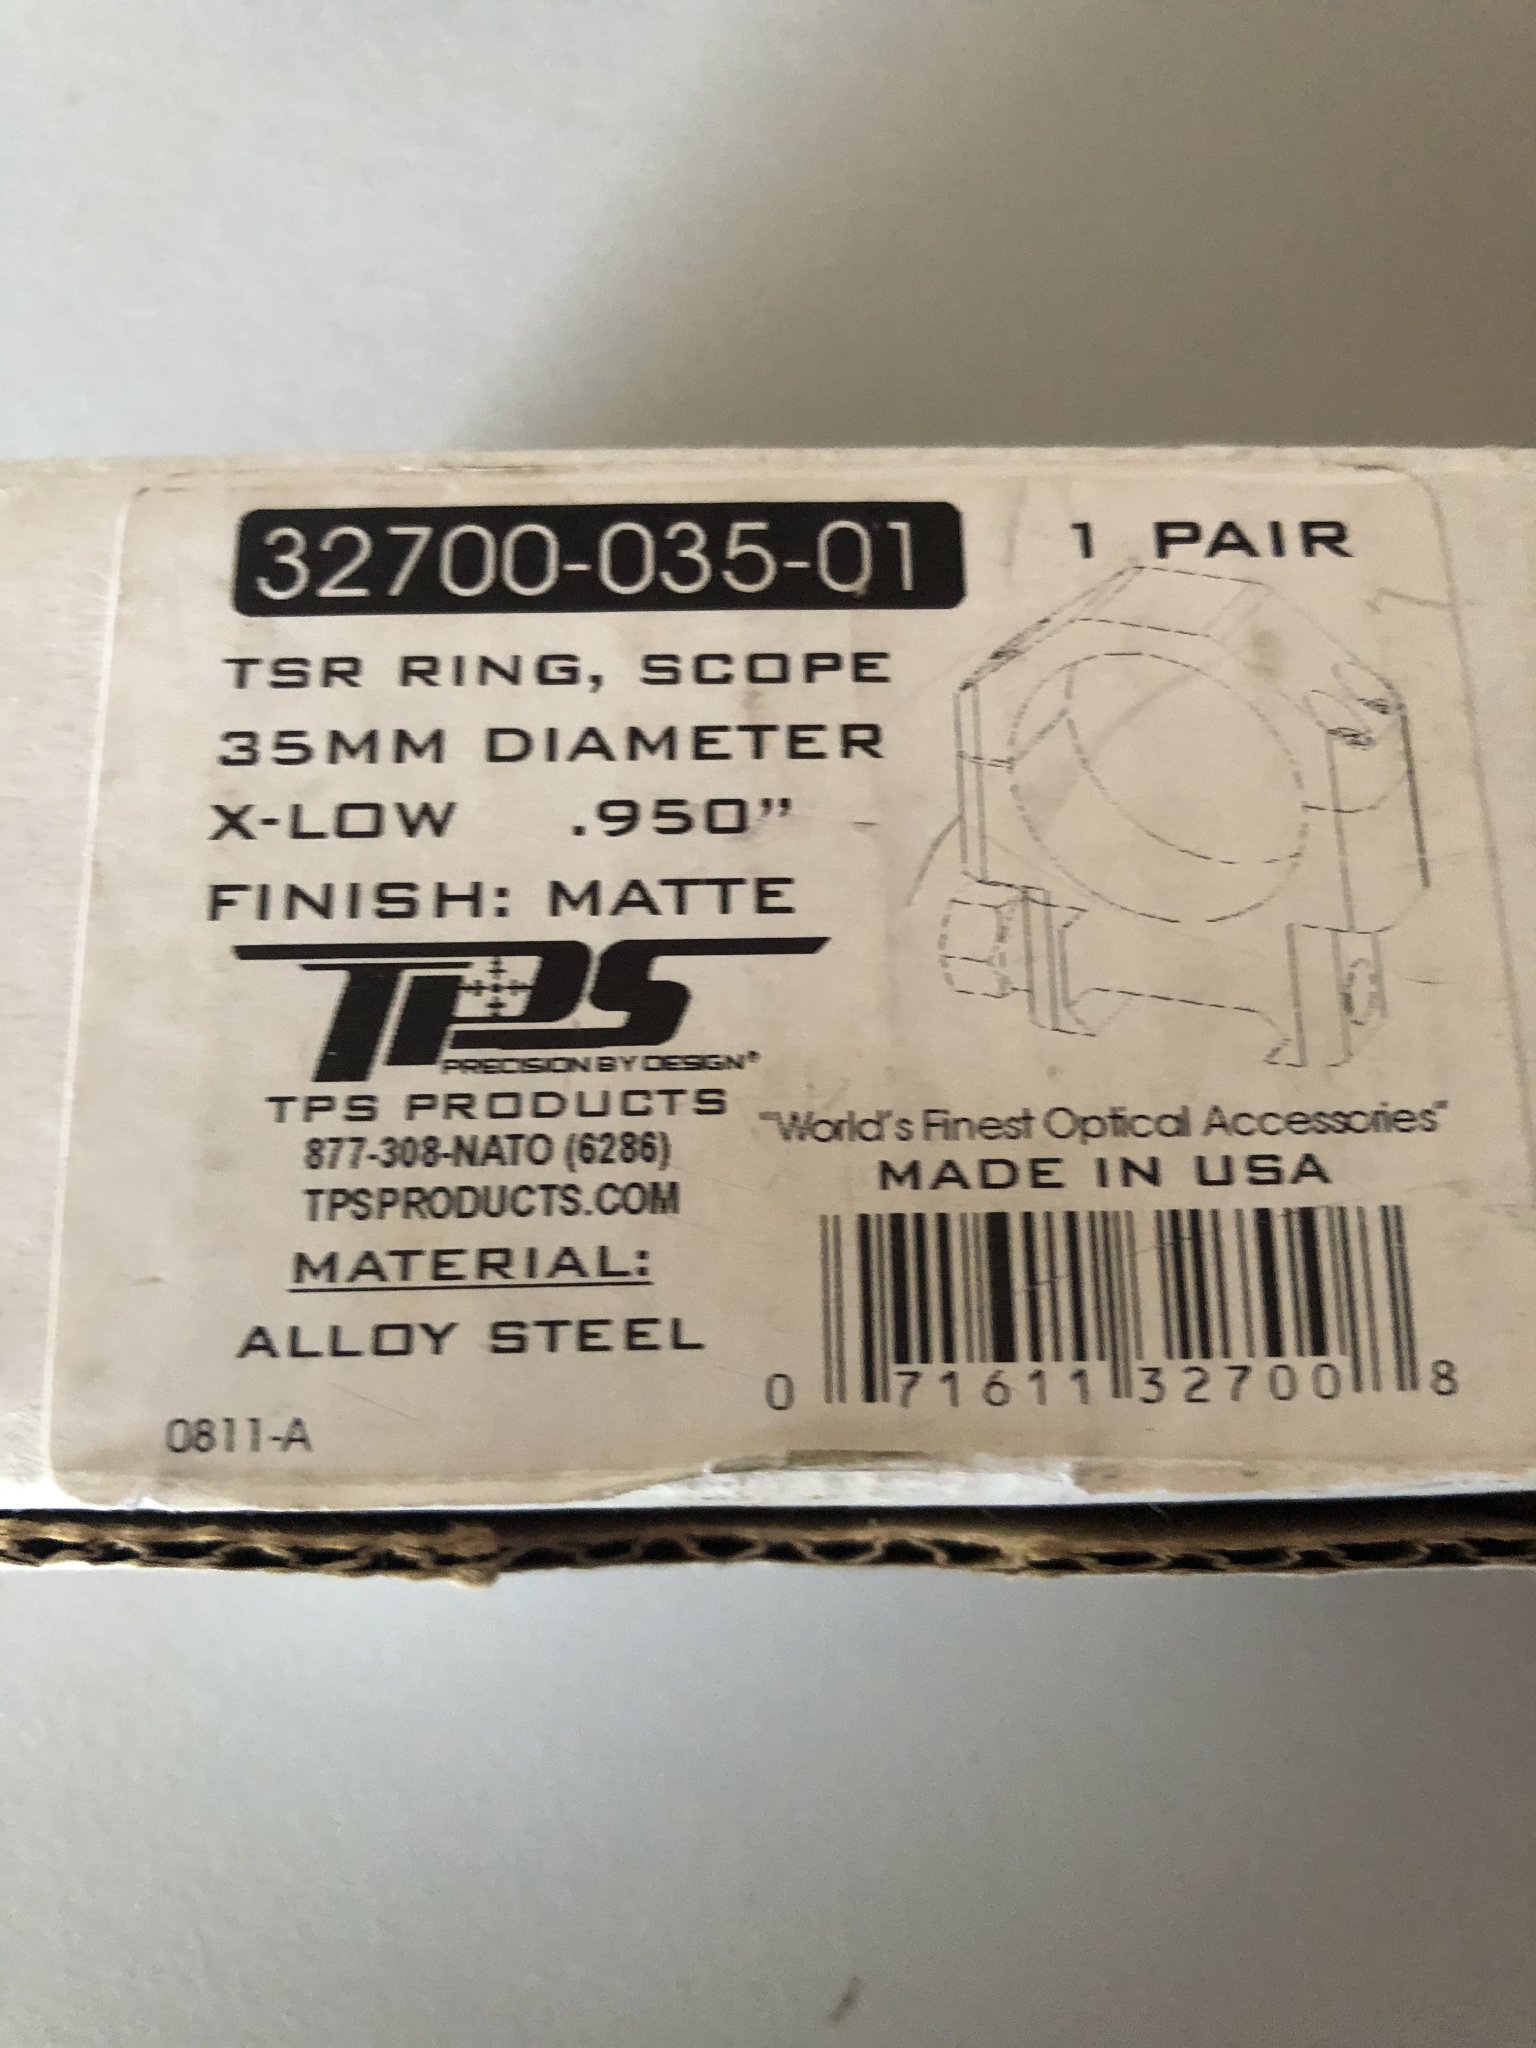 32700-035-01
1 PAIR
TSR RING, SCOPE
35MM DIAMETER
X-LOW .950"
FINISH: MATTE
TPS
PRECISION BY DESIGN®
TPS PRODUCTS
877-308-NATO (6286)
TPSPRODUCTS.COM
MATERIAL:
ALLOY STEEL
0811-A
"World's Finest Optical Accessories"
MADE IN USA
0 71611 32700 8